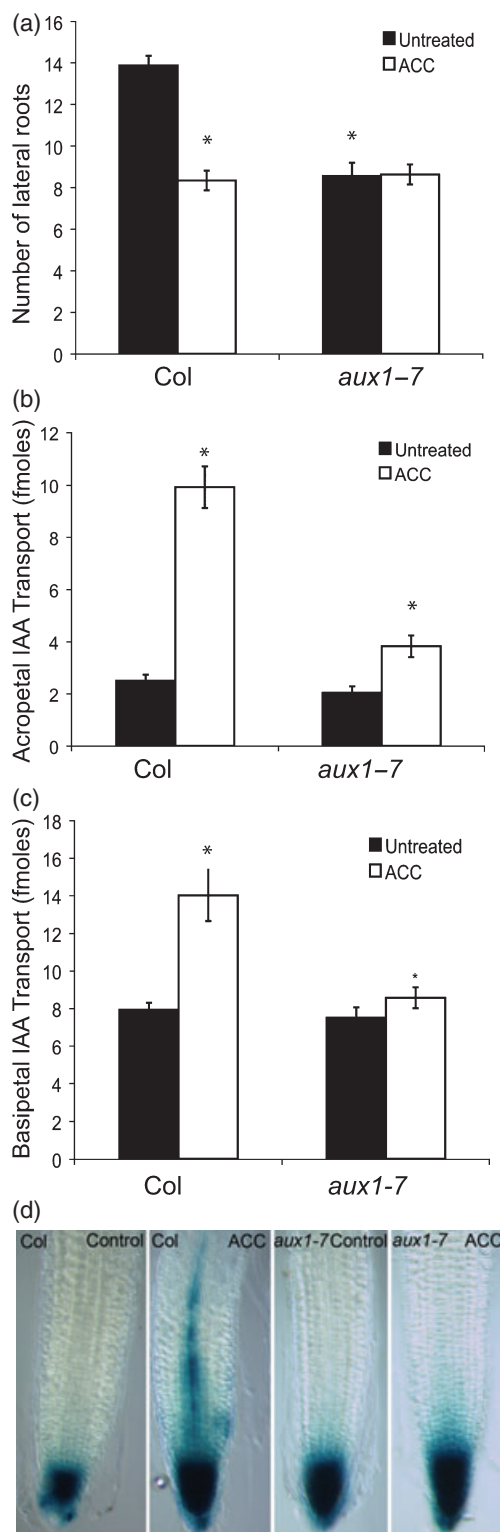 (a)
16
14
12
10
8
6
4
2
0
Number of lateral roots
Untreated
ACC
*
*
Col
aux1–7
(b)
12
10
8
6
4
2
0
Acropetal IAA Transport (fmoles)
Untreated
ACC
*
*
Col
aux1–7
(c)
18
16
14
12
10
8
6
4
2
0
Basipetal IAA Transport (fmoles)
Untreated
ACC
*
*
Col
aux1-7
(d)
Col Control
Col ACC
aux1-7 Control
aux1-7 ACC